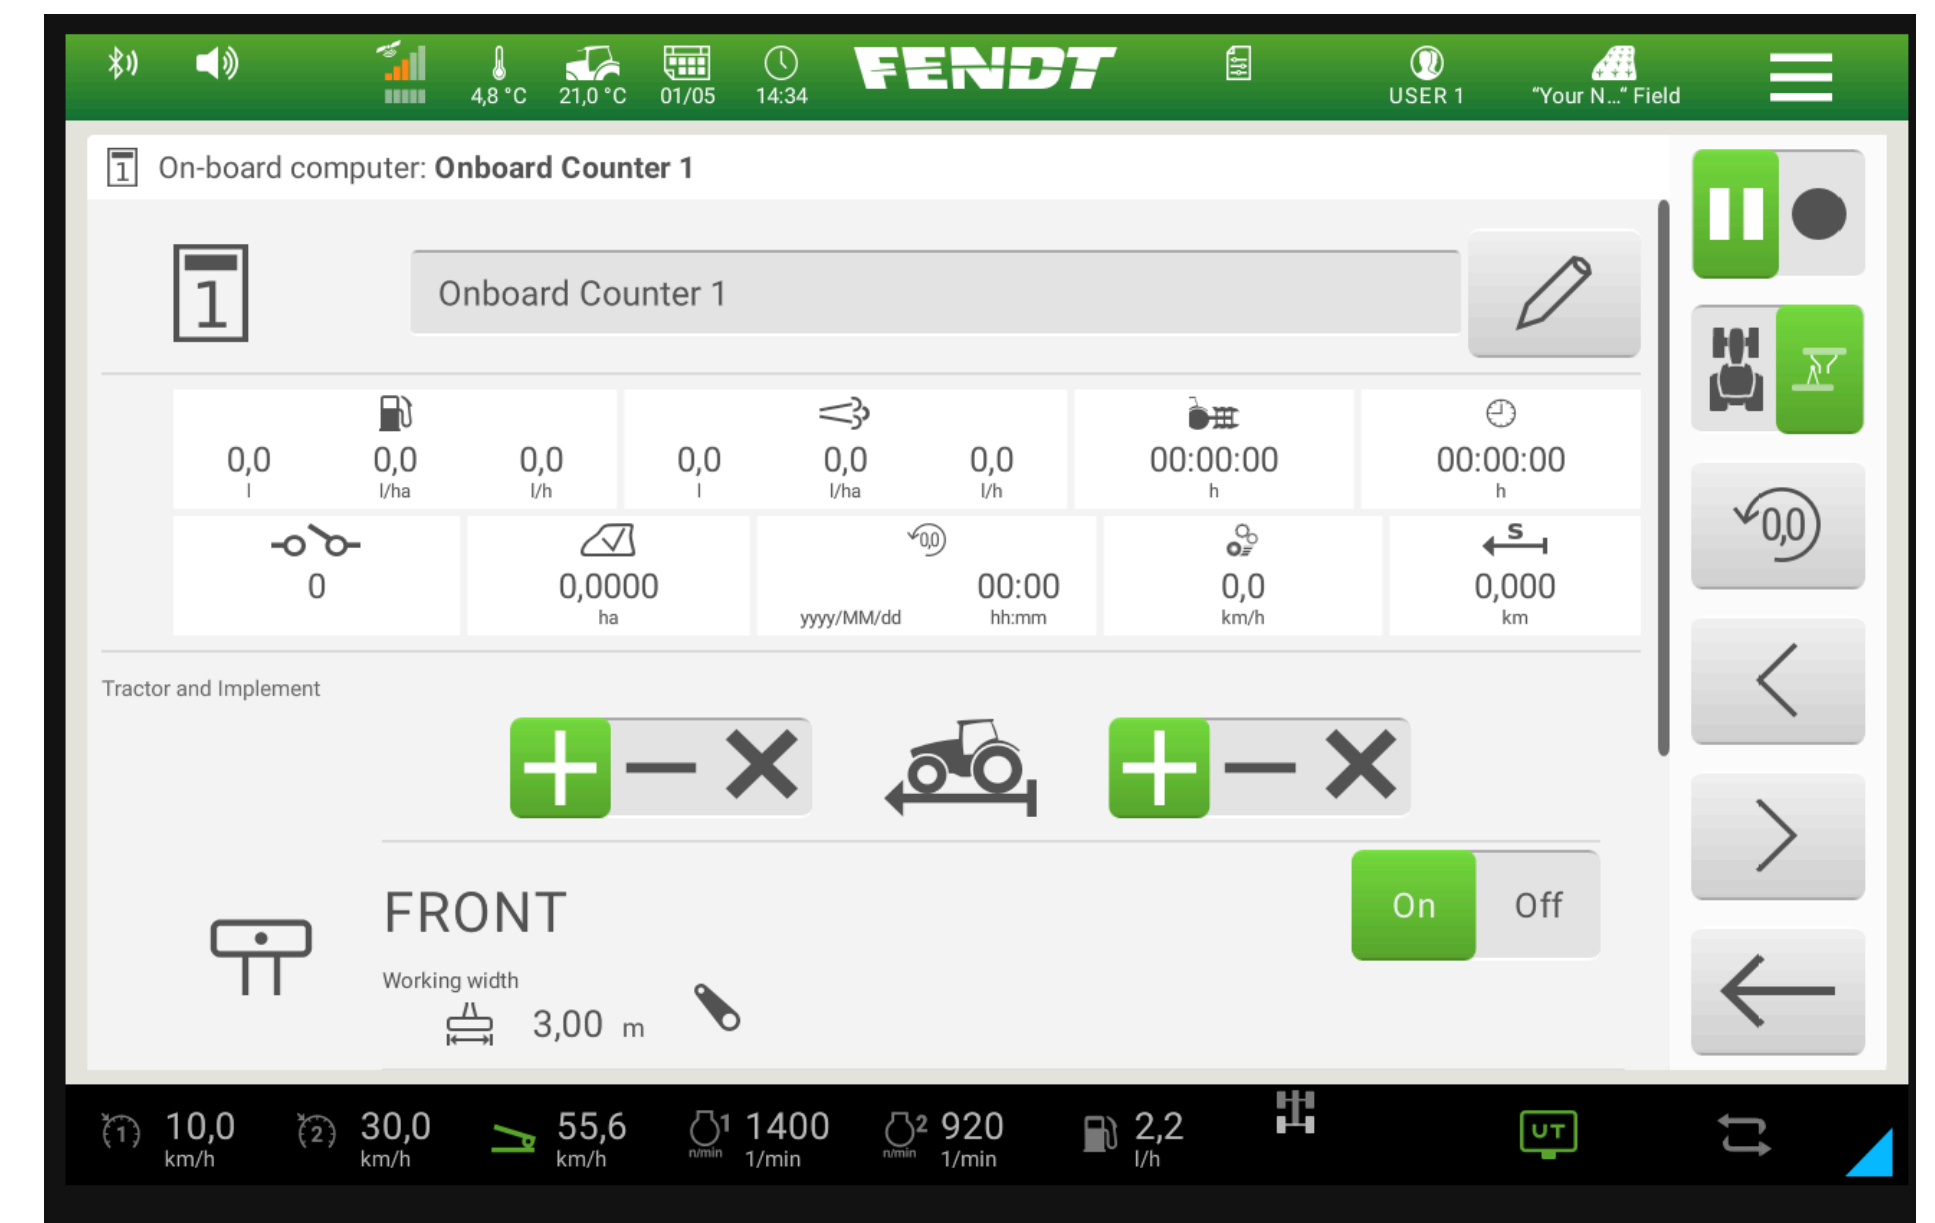 4,8 °C 21,0 °C 01/05 14:34 FENDT USER 1 "Your N..." Field
1 On-board computer: Onboard Counter 1
1 Onboard Counter 1
0,0 0,0 0,0 0,0 0,0 0,0 00:00:00 00:00:00
l l/ha l/h l l/ha l/h h h
0,0
0,0 S
0 0,0000 00:00 0,0 0,000
ha yyyy/MM/dd hh:mm km/h km
Tractor and Implement
FRONT On Off
Working width
3,00 m
1 10,0 2 30,0 55,6 1 1400 2 920 2,2 UT
km/h km/h km/h n/min 1/min n/min 1/min l/h